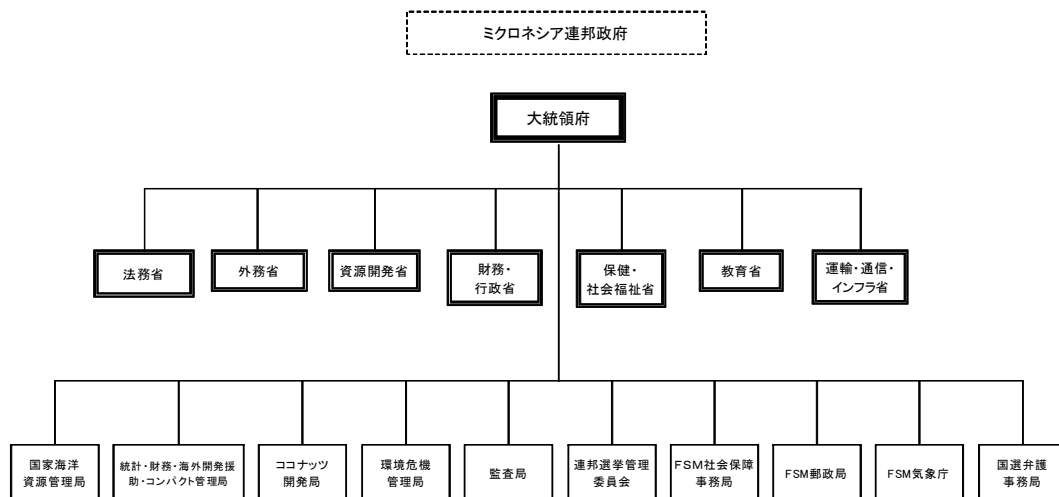 ミクロネシア連邦政府
大統領府
法務省
外務省
資源開発省
財務・
行政省
保健・
社会福祉省
教育省
運輸・通信・
インフラ省
国家海洋
資源管理局
統計・財務・海外開発援
助・コンパクト管理局
ココナッツ
開発局
環境危機
管理局
監査局
連邦選挙管理
委員会
FSM社会保障
事務局
FSM郵政局
FSM気象庁
国選弁護
事務局